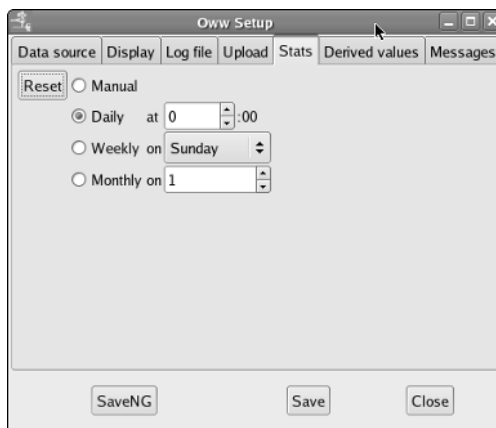 Oww Setup
Data source Display Log file Upload Stats Derived values Messages
Reset Manual
Daily at 0 :00
Weekly on Sunday
Monthly on 1
SaveNG Save Close